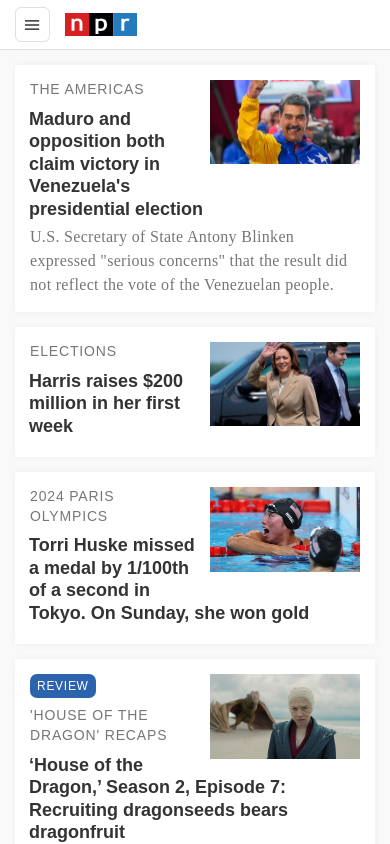 npr
THE AMERICAS
Maduro and
opposition both
claim victory in
Venezuela's
presidential election
U.S. Secretary of State Antony Blinken
expressed "serious concerns" that the result did
not reflect the vote of the Venezuelan people.
ELECTIONS
Harris raises $200
million in her first
week
2024 PARIS
OLYMPICS
Torri Huske missed
a medal by 1/100th
of a second in
Tokyo. On Sunday, she won gold
REVIEW
'HOUSE OF THE
DRAGON' RECAPS
‘House of the
Dragon,’ Season 2, Episode 7:
Recruiting dragonseeds bears
dragonfruit